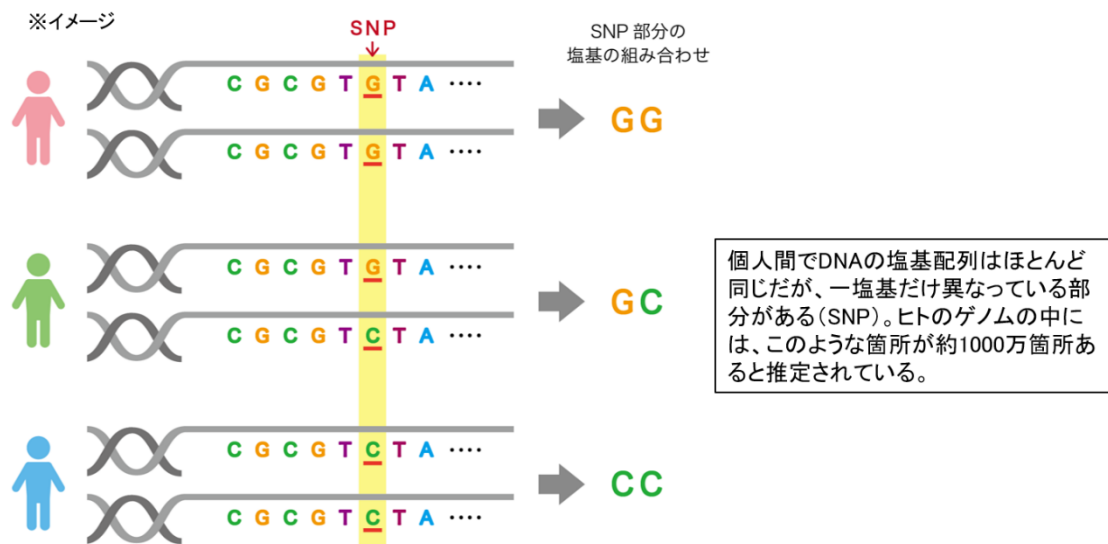 ※イメージ
SNP
SNP 部分の
塩基の組み合わせ
C G C G T G T A ····
C G C G T G T A ····
GG
C G C G T G T A ····
C G C G T C T A ····
GC
個人間でDNAの塩基配列はほとんど
同じだが、一塩基だけ異なっている部
分がある(SNP)。ヒトのゲノムの中に
は、このような箇所が約1000万箇所あ
ると推定されている。
C G C G T C T A ····
C G C G T C T A ····
CC